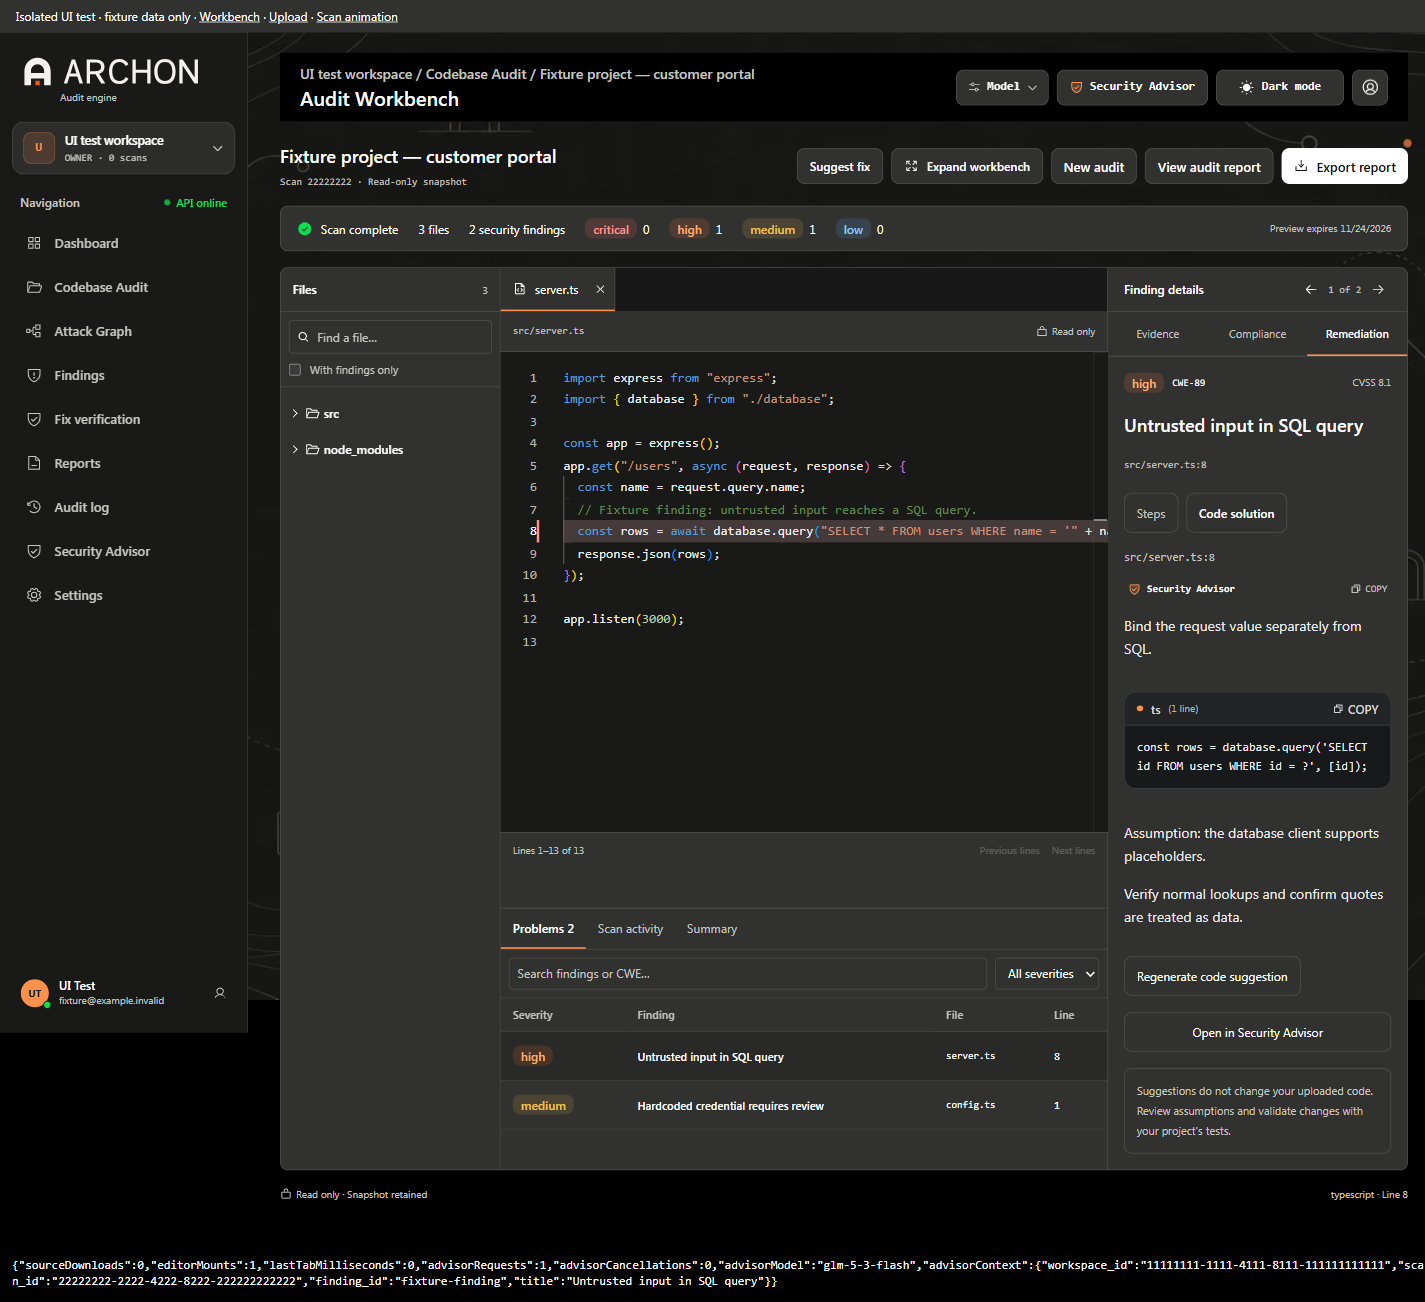 Isolated UI test · fixture data only · Workbench · Upload · Scan animation
ARCHON
Audit engine
U
UI test workspace
OWNER · 0 scans
Navigation
API online
Dashboard
Codebase Audit
Attack Graph
Findings
Fix verification
Reports
Audit log
Security Advisor
Settings
UT
UI Test
fixture@example.invalid
UI test workspace / Codebase Audit / Fixture project — customer portal
Audit Workbench
Model
Security Advisor
Dark mode
Fixture project — customer portal
Scan 22222222 · Read-only snapshot
Suggest fix
Expand workbench
New audit
View audit report
Export report
Scan complete
3 files
2 security findings
critical 0
high 1
medium 1
low 0
Preview expires 11/24/2026
Files
3
Find a file...
With findings only
src
node_modules
server.ts
src/server.ts
Read only
1 import express from "express";
2 import { database } from "./database";
3
4 const app = express();
5 app.get("/users", async (request, response) => {
6 const name = request.query.name;
7 // Fixture finding: untrusted input reaches a SQL query.
8 const rows = await database.query("SELECT * FROM users WHERE name = '" + na
9 response.json(rows);
10 });
11
12 app.listen(3000);
13
Lines 1–13 of 13
Previous lines
Next lines
Problems 2
Scan activity
Summary
Search findings or CWE...
All severities
Severity Finding File Line
high Untrusted input in SQL query server.ts 8
medium Hardcoded credential requires review config.ts 1
Finding details
1 of 2
Evidence
Compliance
Remediation
high CWE-89
CVSS 8.1
Untrusted input in SQL query
src/server.ts:8
Steps
Code solution
src/server.ts:8
Security Advisor
COPY
Bind the request value separately from
SQL.
ts (1 line)
COPY
const rows = database.query('SELECT
id FROM users WHERE id = ?', [id]);
Assumption: the database client supports
placeholders.
Verify normal lookups and confirm quotes
are treated as data.
Regenerate code suggestion
Open in Security Advisor
Suggestions do not change your uploaded code.
Review assumptions and validate changes with
your project's tests.
Read only · Snapshot retained
typescript · Line 8
{"sourceDownloads":0,"editorMounts":1,"lastTabMilliseconds":0,"advisorRequests":1,"advisorCancellations":0,"advisorModel":"glm-5-3-flash","advisorContext":{"workspace_id":"11111111-1111-4111-8111-111111111111","sca
n_id":"22222222-2222-4222-8222-222222222222","finding_id":"fixture-finding","title":"Untrusted input in SQL query"}}